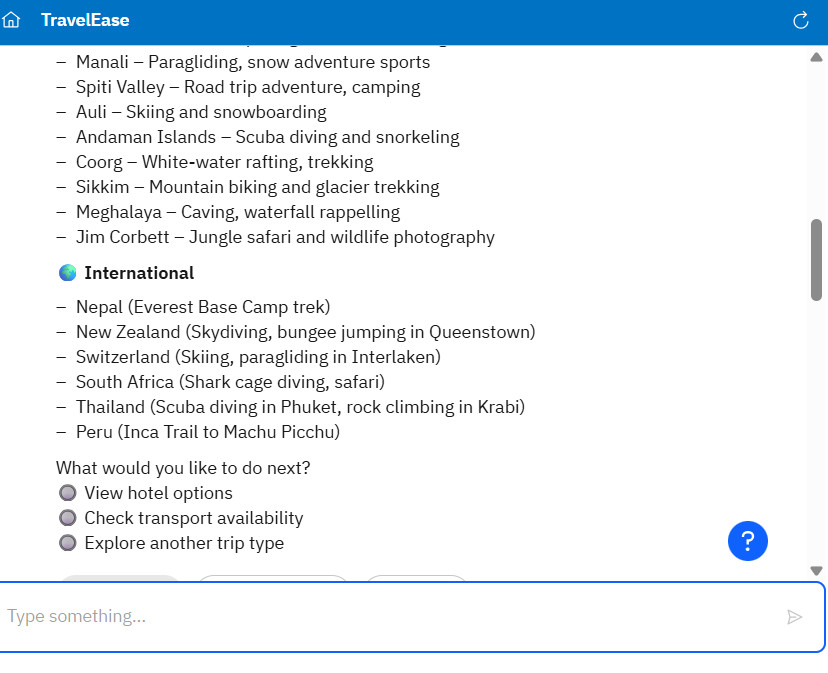 TravelEase
– Manali – Paragliding, snow adventure sports
– Spiti Valley – Road trip adventure, camping
– Auli – Skiing and snowboarding
– Andaman Islands – Scuba diving and snorkeling
– Coorg – White-water rafting, trekking
– Sikkim – Mountain biking and glacier trekking
– Meghalaya – Caving, waterfall rappelling
– Jim Corbett – Jungle safari and wildlife photography
International
– Nepal (Everest Base Camp trek)
– New Zealand (Skydiving, bungee jumping in Queenstown)
– Switzerland (Skiing, paragliding in Interlaken)
– South Africa (Shark cage diving, safari)
– Thailand (Scuba diving in Phuket, rock climbing in Krabi)
– Peru (Inca Trail to Machu Picchu)
What would you like to do next?
View hotel options
Check transport availability
Explore another trip type
?
Type something...